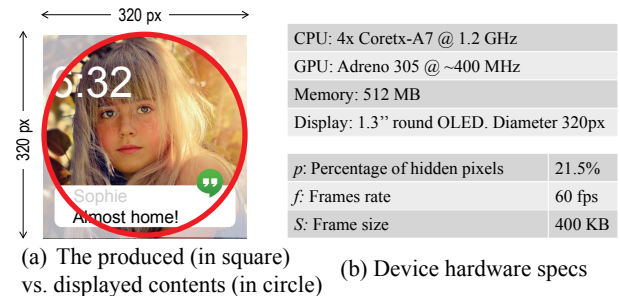 320 px
320 px
6:32
Sophie
Almost home!
(a) The produced (in square)
vs. displayed contents (in circle)
CPU: 4x Coretx-A7 @ 1.2 GHz
GPU: Adreno 305 @ ~400 MHz
Memory: 512 MB
Display: 1.3’’ round OLED. Diameter 320px
p: Percentage of hidden pixels 21.5%
f: Frames rate 60 fps
S: Frame size 400 KB
(b) Device hardware specs